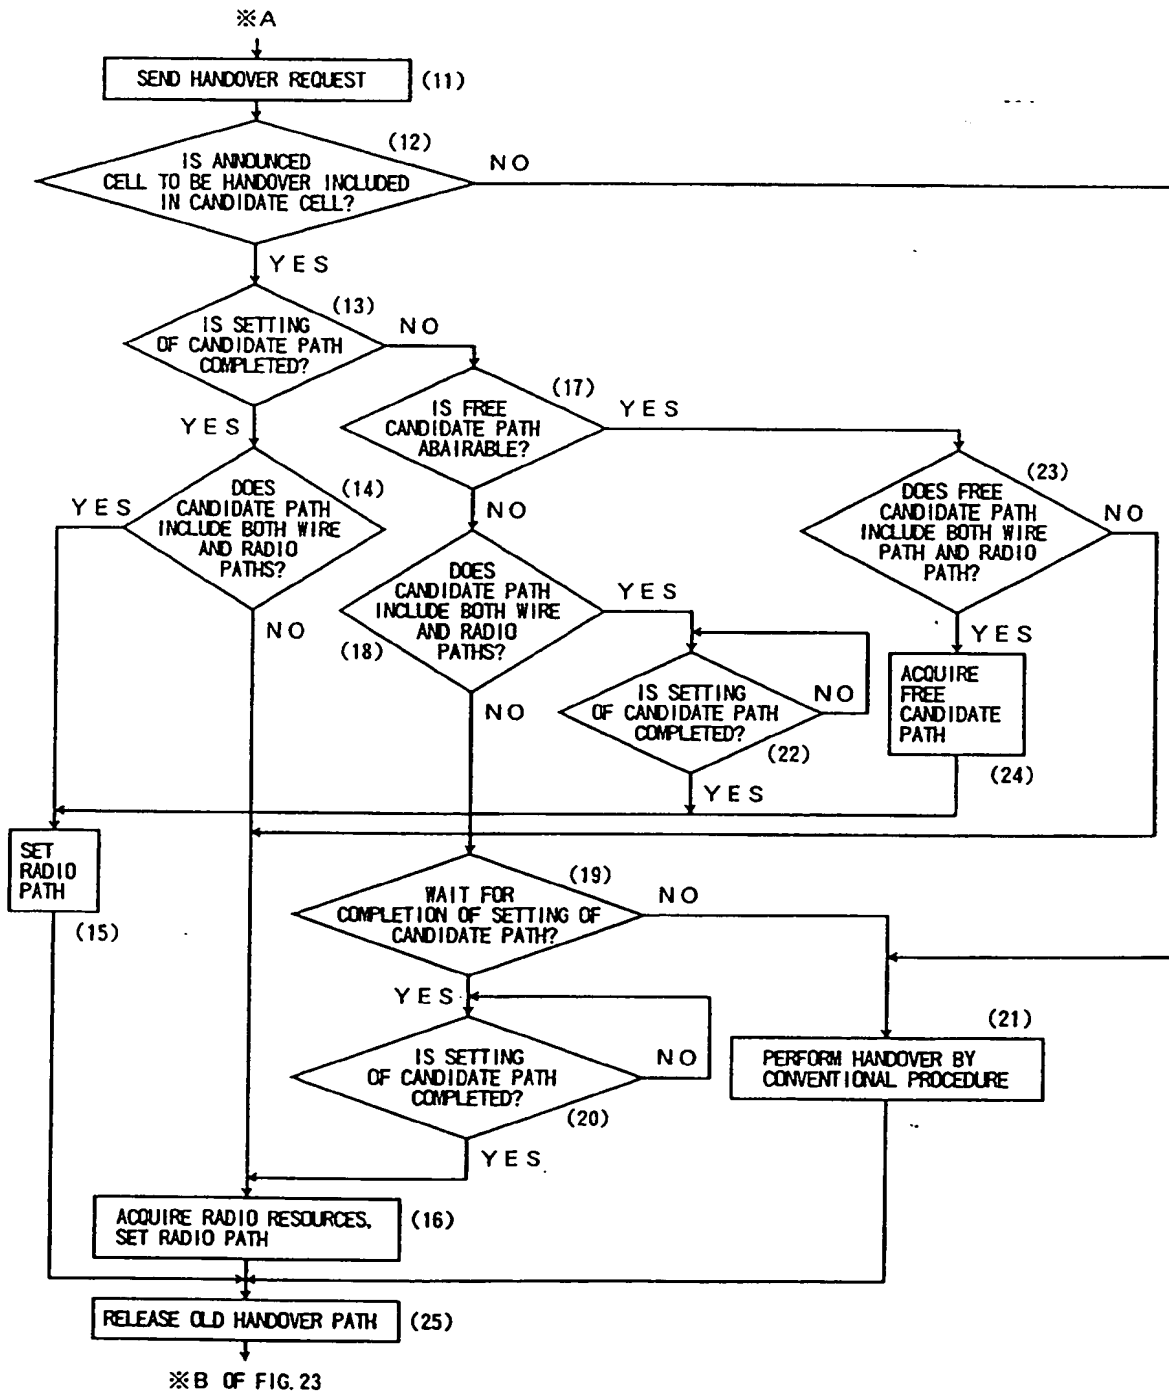 ※A
SEND HANDOVER REQUEST
(11)
(12)
IS ANNOUNCED
CELL TO BE HANDOVER INCLUDED
IN CANDIDATE CELL?
NO
YES
(13)
IS SETTING
OF CANDIDATE PATH
COMPLETED?
NO
YES
(17)
IS FREE
CANDIDATE PATH
ABAIRABLE?
YES
NO
(14)
DOES
CANDIDATE PATH
INCLUDE BOTH WIRE
AND RADIO
PATHS?
YES
NO
(23)
DOES FREE
CANDIDATE PATH
INCLUDE BOTH WIRE
PATH AND RADIO
PATH?
NO
YES
DOES
CANDIDATE PATH
INCLUDE BOTH WIRE
AND RADIO
PATHS?
(18)
YES
NO
IS SETTING
OF CANDIDATE PATH
COMPLETED?
NO
(22)
YES
ACQUIRE
FREE
CANDIDATE
PATH
(24)
SET
RADIO
PATH
(15)
(19)
WAIT FOR
COMPLETION OF SETTING OF
CANDIDATE PATH?
NO
YES
IS SETTING
OF CANDIDATE PATH
COMPLETED?
NO
(20)
YES
(21)
PERFORM HANDOVER BY
CONVENTIONAL PROCEDURE
ACQUIRE RADIO RESOURCES,
SET RADIO PATH
(16)
RELEASE OLD HANDOVER PATH
(25)
※B OF FIG. 23